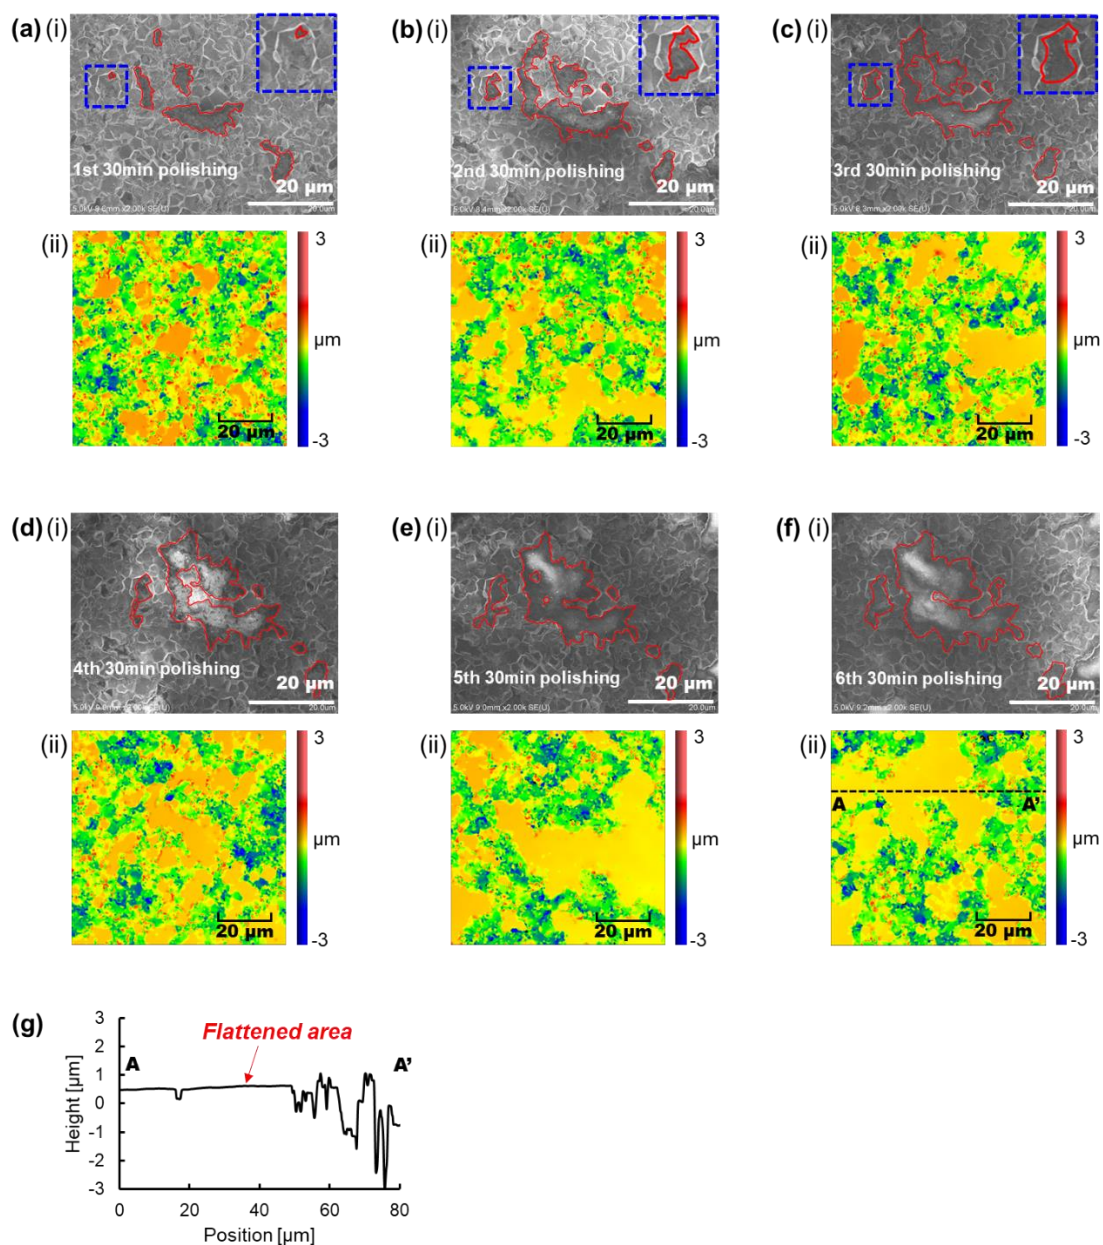 (a) (i)
(b) (i)
(c) (i)
1st 30min polishing
20 µm
2nd 30min polishing
20 µm
3rd 30min polishing
20 µm
(ii)
3
µm
-3
20 µm
(ii)
3
µm
-3
20 µm
(ii)
3
µm
-3
20 µm
(d) (i)
(e) (i)
(f) (i)
4th 30min polishing
20 µm
5th 30min polishing
20 µm
6th 30min polishing
20 µm
(ii)
3
µm
-3
20 µm
(ii)
3
µm
-3
20 µm
(ii)
3
A A'
µm
-3
20 µm
(g)
Height [µm]
3
2
1
0
-1
-2
-3
A
Flattened area
A'
0 20 40 60 80
Position [µm]